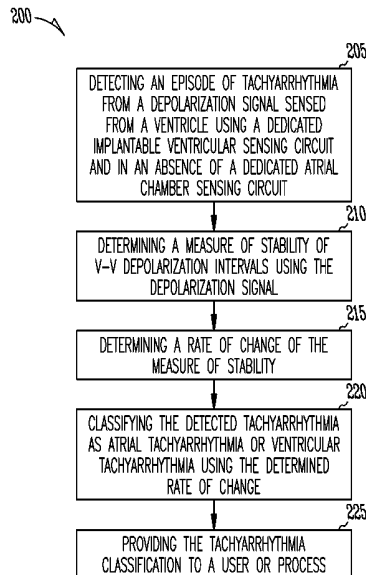 200
205
DETECTING AN EPISODE OF TACHYARRHYTHMIA
FROM A DEPOLARIZATION SIGNAL SENSED
FROM A VENTRICLE USING A DEDICATED
IMPLANTABLE VENTRICULAR SENSING CIRCUIT
AND IN AN ABSENCE OF A DEDICATED ATRIAL
CHAMBER SENSING CIRCUIT
210
DETERMINING A MEASURE OF STABILITY OF
V-V DEPOLARIZATION INTERVALS USING THE
DEPOLARIZATION SIGNAL
215
DETERMINING A RATE OF CHANGE OF THE
MEASURE OF STABILITY
220
CLASSIFYING THE DETECTED TACHYARRHYTHMIA
AS ATRIAL TACHYARRHYTHMIA OR VENTRICULAR
TACHYARRHYTHMIA USING THE DETERMINED
RATE OF CHANGE
225
PROVIDING THE TACHYARRHYTHMIA
CLASSIFICATION TO A USER OR PROCESS